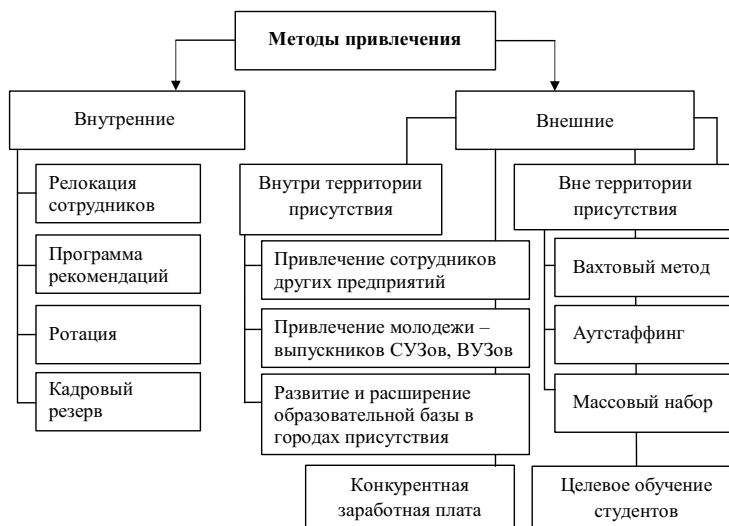 Методы привлечения
Внутренние
Внешние
Релокация
сотрудников
Программа
рекомендаций
Ротация
Кадровый
резерв
Внутри территории
присутствия
Привлечение сотрудников
других предприятий
Привлечение молодежи –
выпускников СУЗов, ВУЗов
Развитие и расширение
образовательной базы в
городах присутствия
Вне территории
присутствия
Вахтовый метод
Аутстаффинг
Массовый набор
Конкурентная
заработная плата
Целевое обучение
студентов